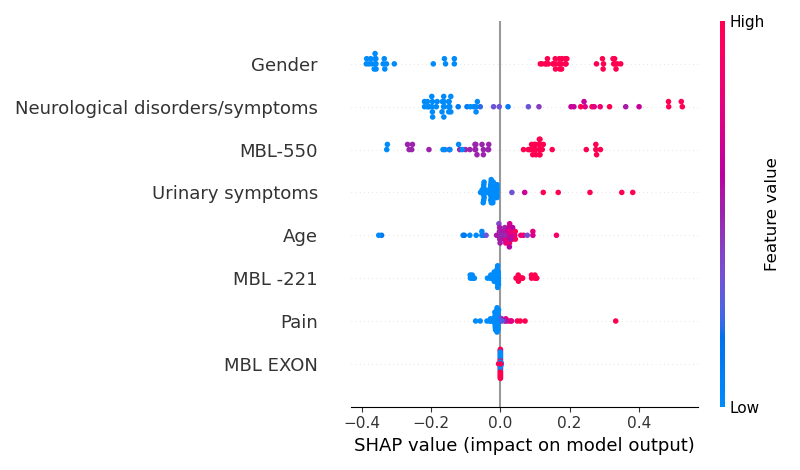 High
Gender
Neurological disorders/symptoms
MBL-550
Urinary symptoms
Age
MBL -221
Pain
MBL EXON
Feature value
Low
−0.4 −0.2 0.0 0.2 0.4
SHAP value (impact on model output)